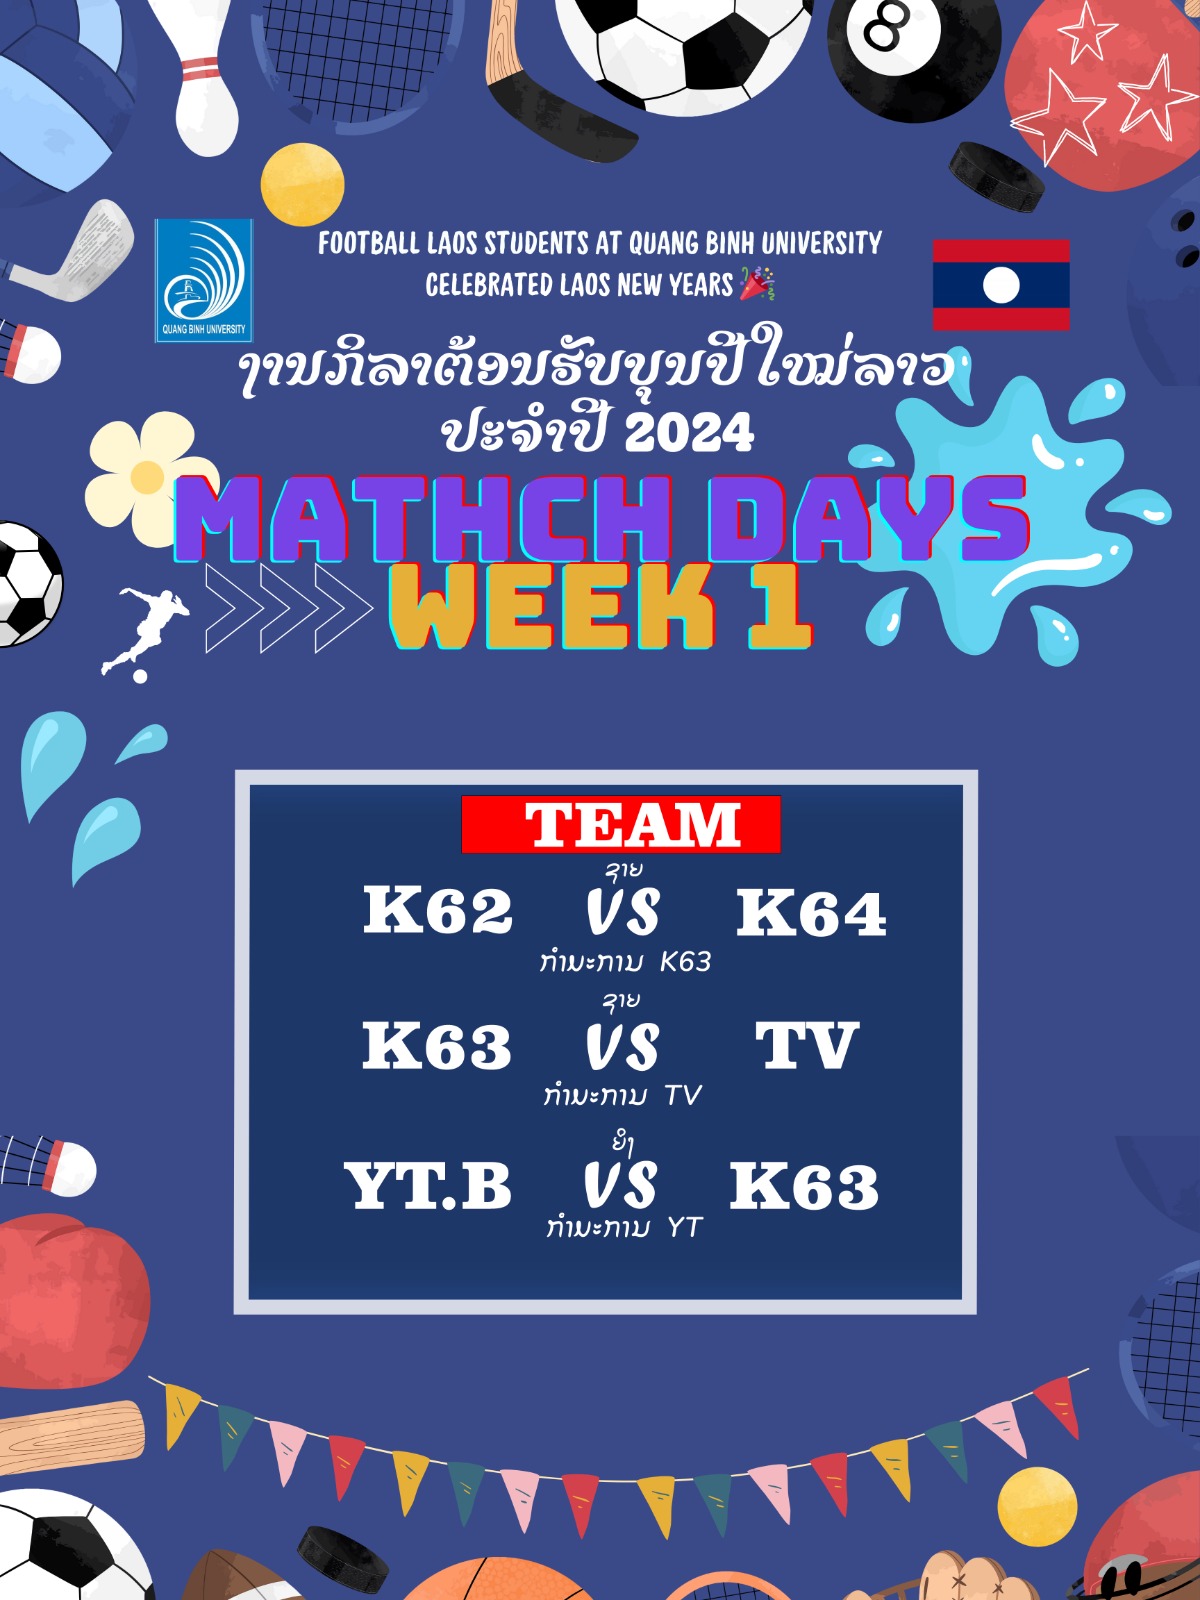 8
FOOTBALL LAOS STUDENTS AT QUANG BINH UNIVERSITY
CELEBRATED LAOS NEW YEARS 🎉
QUANG BINH UNIVERSITY
ງານກິລາຕ້ອນຮັບບຸນປີໃໝ່ລາວ
ປະຈຳປີ 2024
MATHCH DAYS
WEEK 1
TEAM
ຊາຍ
K62 VS K64
ກຳມະການ K63
ຊາຍ
K63 VS TV
ກຳມະການ TV
ຍິງ
YT.B VS K63
ກຳມະການ YT